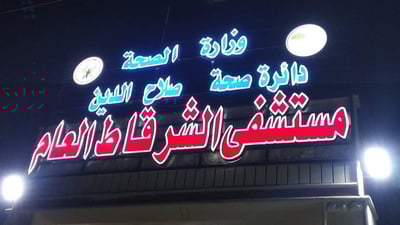 وزارة الصحة
دائرة صحة صلاح الدين
مستشفى الشرقاط العام